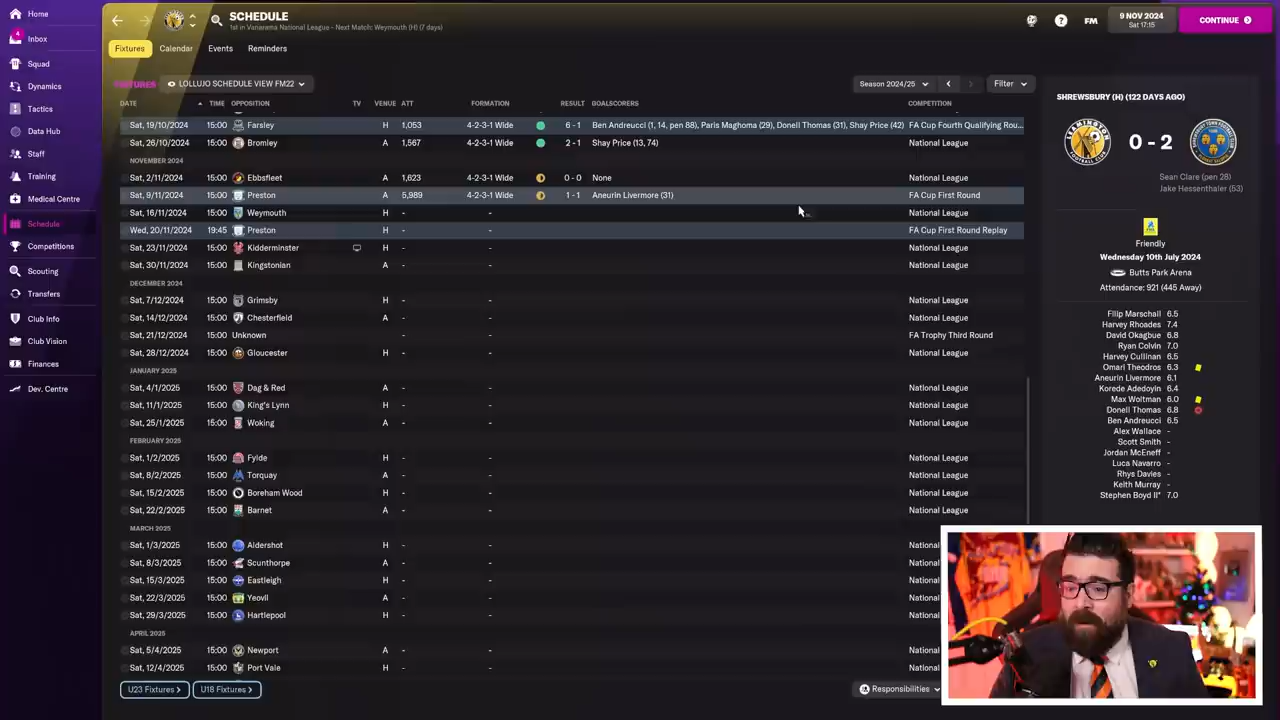 Home
4
Inbox
Squad
Dynamics
Tactics
Data Hub
Staff
Training
Medical Centre
Schedule
Competitions
Scouting
Transfers
Club Info
Club Vision
Finances
Dev. Centre
SCHEDULE
1st in Vanarama National League - Next Match: Weymouth (H) (7 days)
FM
9 NOV 2024
Sat 17:15
CONTINUE
Fixtures Calendar Events Reminders
FIXTURES LOLLUJO SCHEDULE VIEW FM22 Season 2024/25 Filter
DATE TIME OPPOSITION TV VENUE ATT FORMATION RESULT GOALSCORERS COMPETITION
Sat, 19/10/2024 15:00 Farsley H 1,053 4-2-3-1 Wide 6 - 1 Ben Andreucci (1, 14, pen 88), Paris Maghoma (29), Donell Thomas (31), Shay Price (42) FA Cup Fourth Qualifying Rou...
Sat, 26/10/2024 15:00 Bromley A 1,567 4-2-3-1 Wide 2 - 1 Shay Price (13, 74) National League
NOVEMBER 2024
Sat, 2/11/2024 15:00 Ebbsfleet A 1,623 4-2-3-1 Wide 0 - 0 None National League
Sat, 9/11/2024 15:00 Preston A 5,989 4-2-3-1 Wide 1 - 1 Aneurin Livermore (31) FA Cup First Round
Sat, 16/11/2024 15:00 Weymouth H - - National League
Wed, 20/11/2024 19:45 Preston H - - FA Cup First Round Replay
Sat, 23/11/2024 15:00 Kidderminster H - - National League
Sat, 30/11/2024 15:00 Kingstonian A - - National League
DECEMBER 2024
Sat, 7/12/2024 15:00 Grimsby H - - National League
Sat, 14/12/2024 15:00 Chesterfield A - - National League
Sat, 21/12/2024 15:00 Unknown - - FA Trophy Third Round
Sat, 28/12/2024 15:00 Gloucester H - - National League
JANUARY 2025
Sat, 4/1/2025 15:00 Dag & Red A - - National League
Sat, 11/1/2025 15:00 King's Lynn H - - National League
Sat, 25/1/2025 15:00 Woking A - - National League
FEBRUARY 2025
Sat, 1/2/2025 15:00 Fylde H - - National League
Sat, 8/2/2025 15:00 Torquay A - - National League
Sat, 15/2/2025 15:00 Boreham Wood H - - National League
Sat, 22/2/2025 15:00 Barnet A - - National League
MARCH 2025
Sat, 1/3/2025 15:00 Aldershot H - - National
Sat, 8/3/2025 15:00 Scunthorpe A - - National
Sat, 15/3/2025 15:00 Eastleigh H - - National
Sat, 22/3/2025 15:00 Yeovil A - - National
Sat, 29/3/2025 15:00 Hartlepool H - - National
APRIL 2025
Sat, 5/4/2025 15:00 Newport A - - National
Sat, 12/4/2025 15:00 Port Vale H - - National
U23 Fixtures > U18 Fixtures > Responsibilities
SHREWSBURY (H) (122 DAYS AGO)
0 - 2
Sean Clare (pen 28)
Jake Hessenthaler (53)
Friendly
Wednesday 10th July 2024
Butts Park Arena
Attendance: 921 (445 Away)
Filip Marschall 6.5
Harvey Rhoades 7.4
David Okagbue 6.8
Ryan Colvin 7.0
Harvey Cullinan 6.5
Omari Theodros 6.3
Aneurin Livermore 6.1
Korede Adedoyin 6.4
Max Woltman 6.0
Donell Thomas 6.8
Ben Andreucci 6.5
Alex Wallace -
Scott Smith -
Jordan McEneff -
Luca Navarro -
Rhys Davies -
Keith Murray -
Stephen Boyd II* 7.0